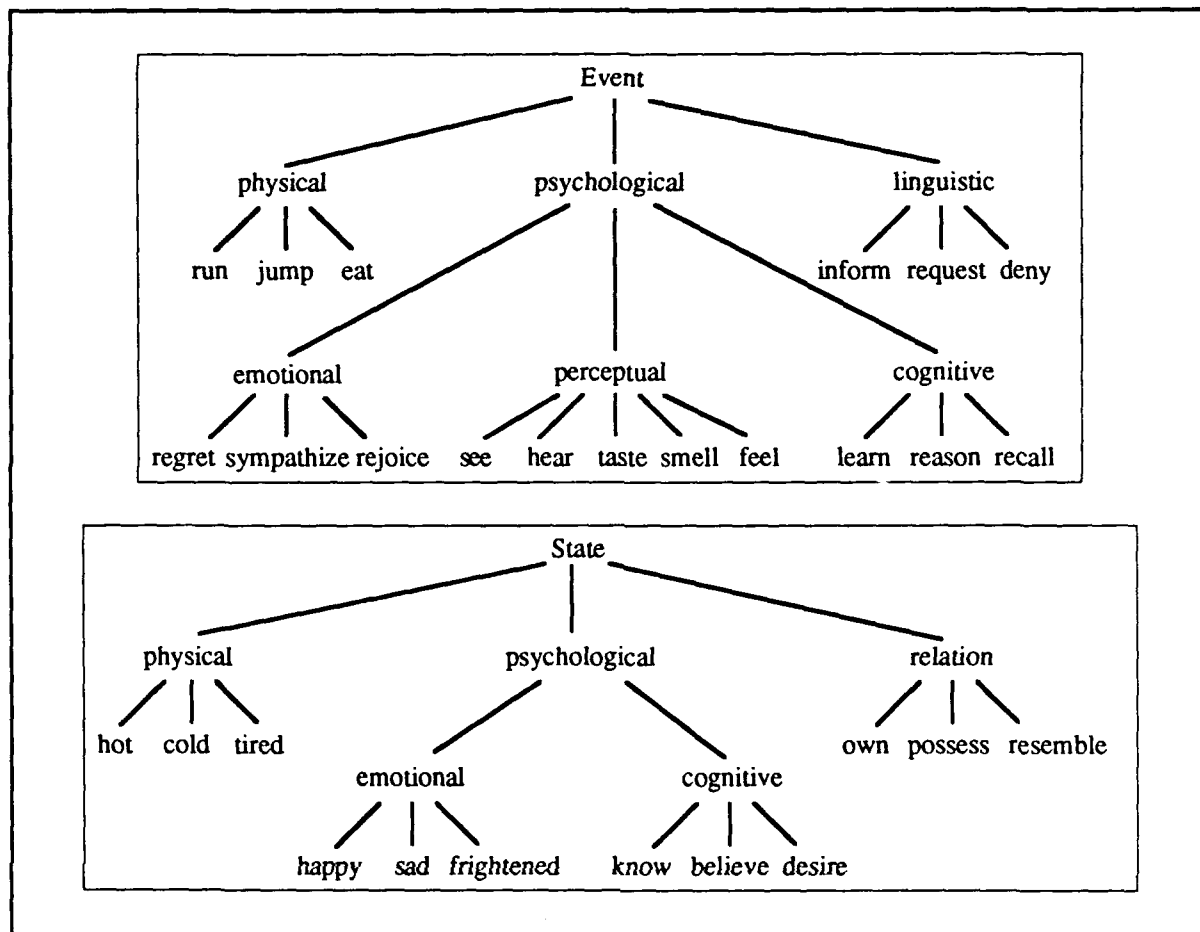 Event
physical psychological linguistic
run jump eat inform request deny
emotional perceptual cognitive
regret sympathize rejoice see hear taste smell feel learn reason recall
State
physical psychological relation
hot cold tired own possess resemble
emotional cognitive
happy sad frightened know believe desire